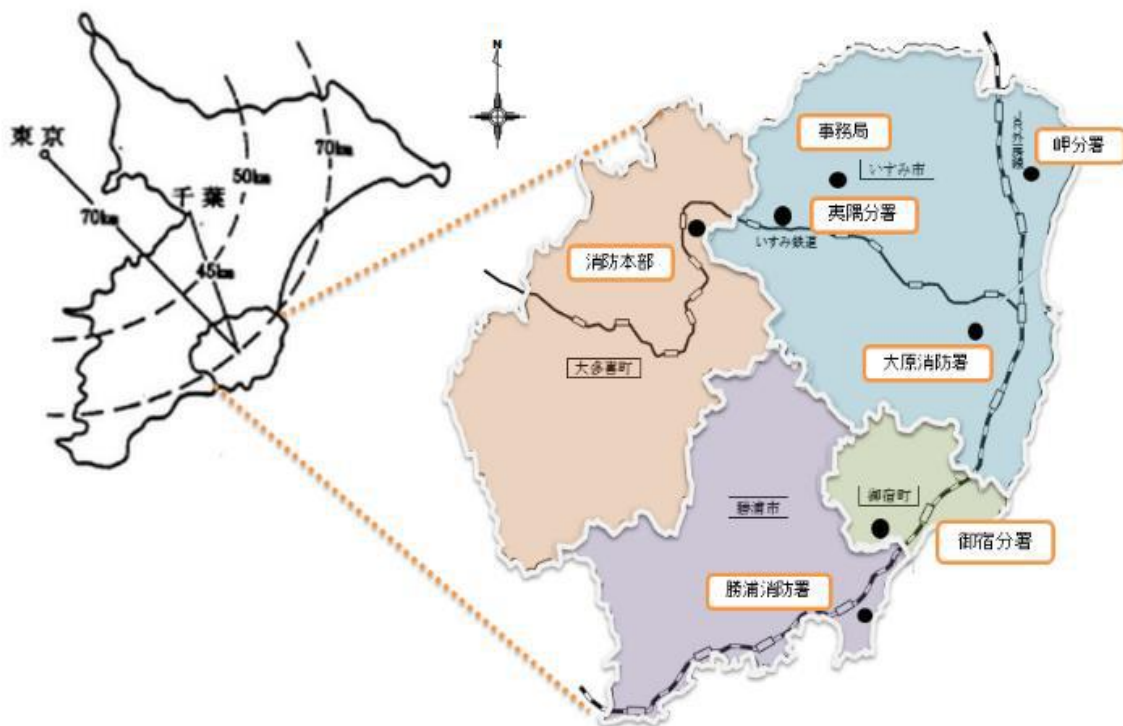 東京
千葉
70km
50km
70km
45km
N
事務局
いすみ市
岬分署
夷隅分署
いすみ鉄道
消防本部
大原消防署
大多喜町
御宿町
勝浦市
御宿分署
勝浦消防署